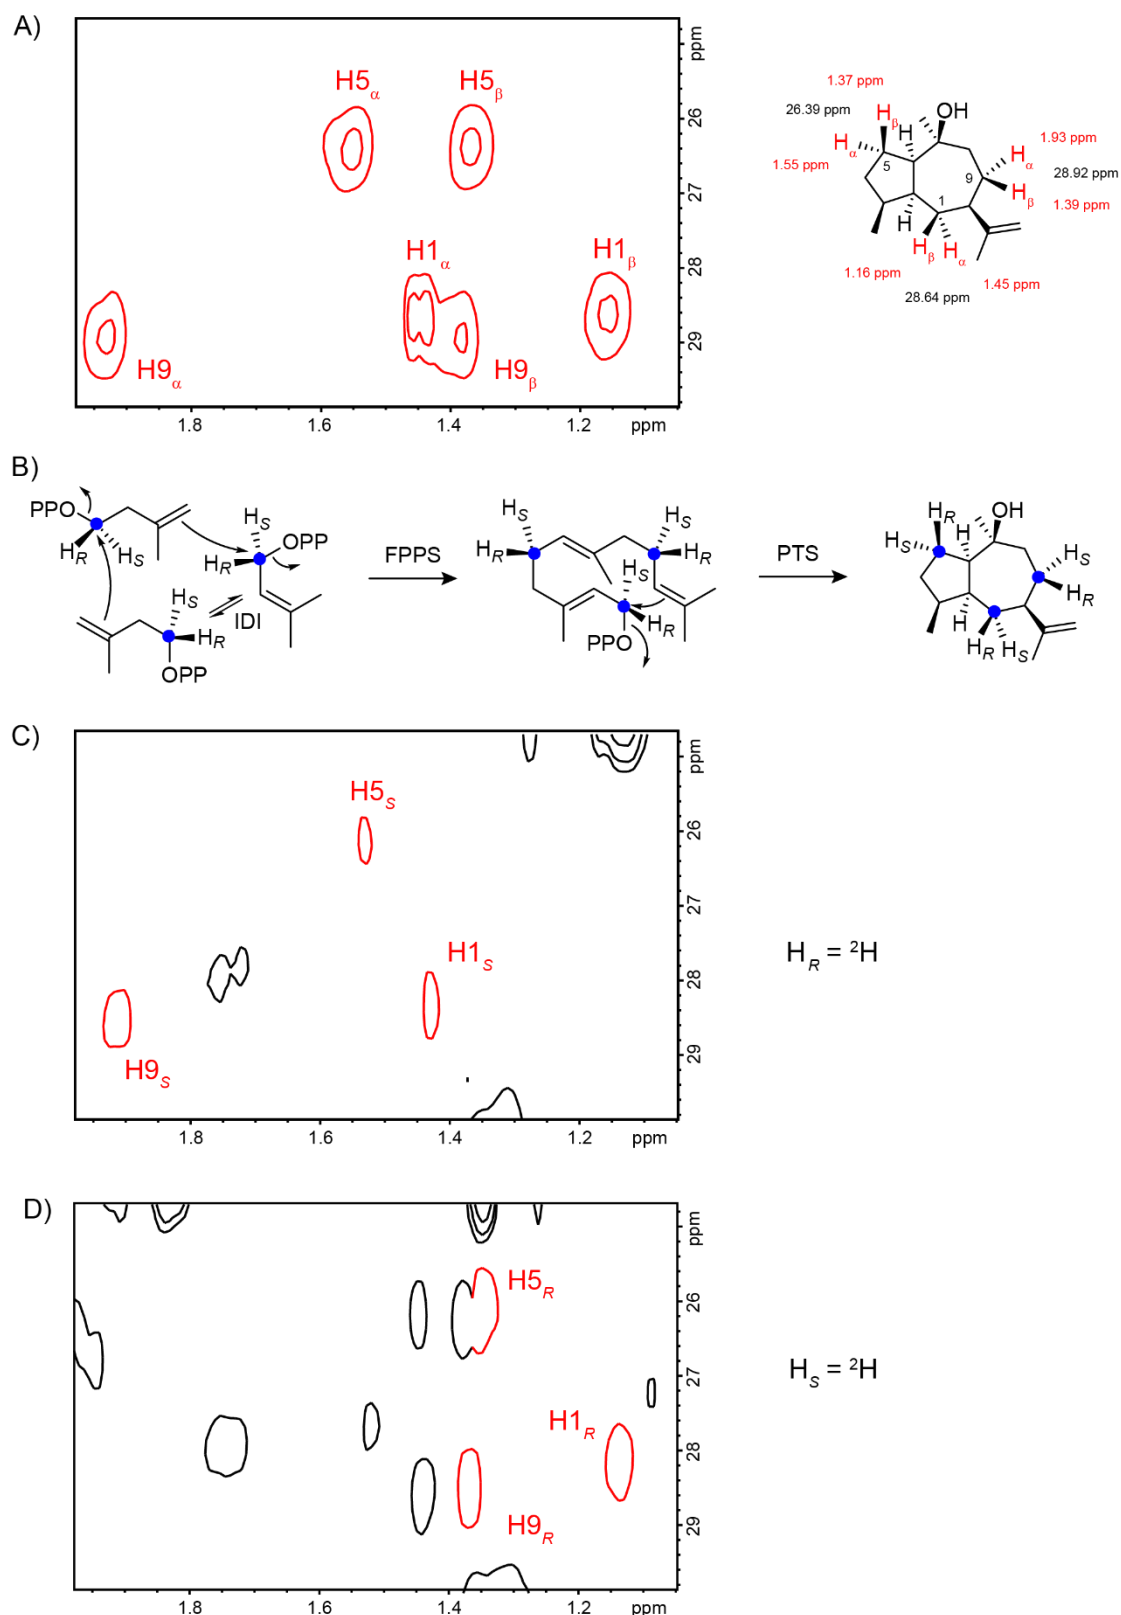 A)
H5α H5β
H1α H1β
H9α H9β
26
27
28
29
ppm
1.8 1.6 1.4 1.2 ppm
1.37 ppm
26.39 ppm
1.55 ppm
Hβ H OH
Hα
5
1.93 ppm
Hα
9
28.92 ppm
Hβ
1.39 ppm
1
H
Hβ Hα
1.16 ppm
1.45 ppm
28.64 ppm
B)
PPO
HR HS
HS
OPP
HR
HS
IDI
HR
OPP
FPPS
HS
HR
HS
HR
HS
HR
PPO
PTS
HR
HS
H
OH
HS
HR
H
HR HS
C)
H5S
H1S
H9S
ppm
26
27
28
29
1.8 1.6 1.4 1.2 ppm
HR = ²H
D)
H5R
H1R
H9R
ppm
26
27
28
29
1.8 1.6 1.4 1.2 ppm
HS = ²H